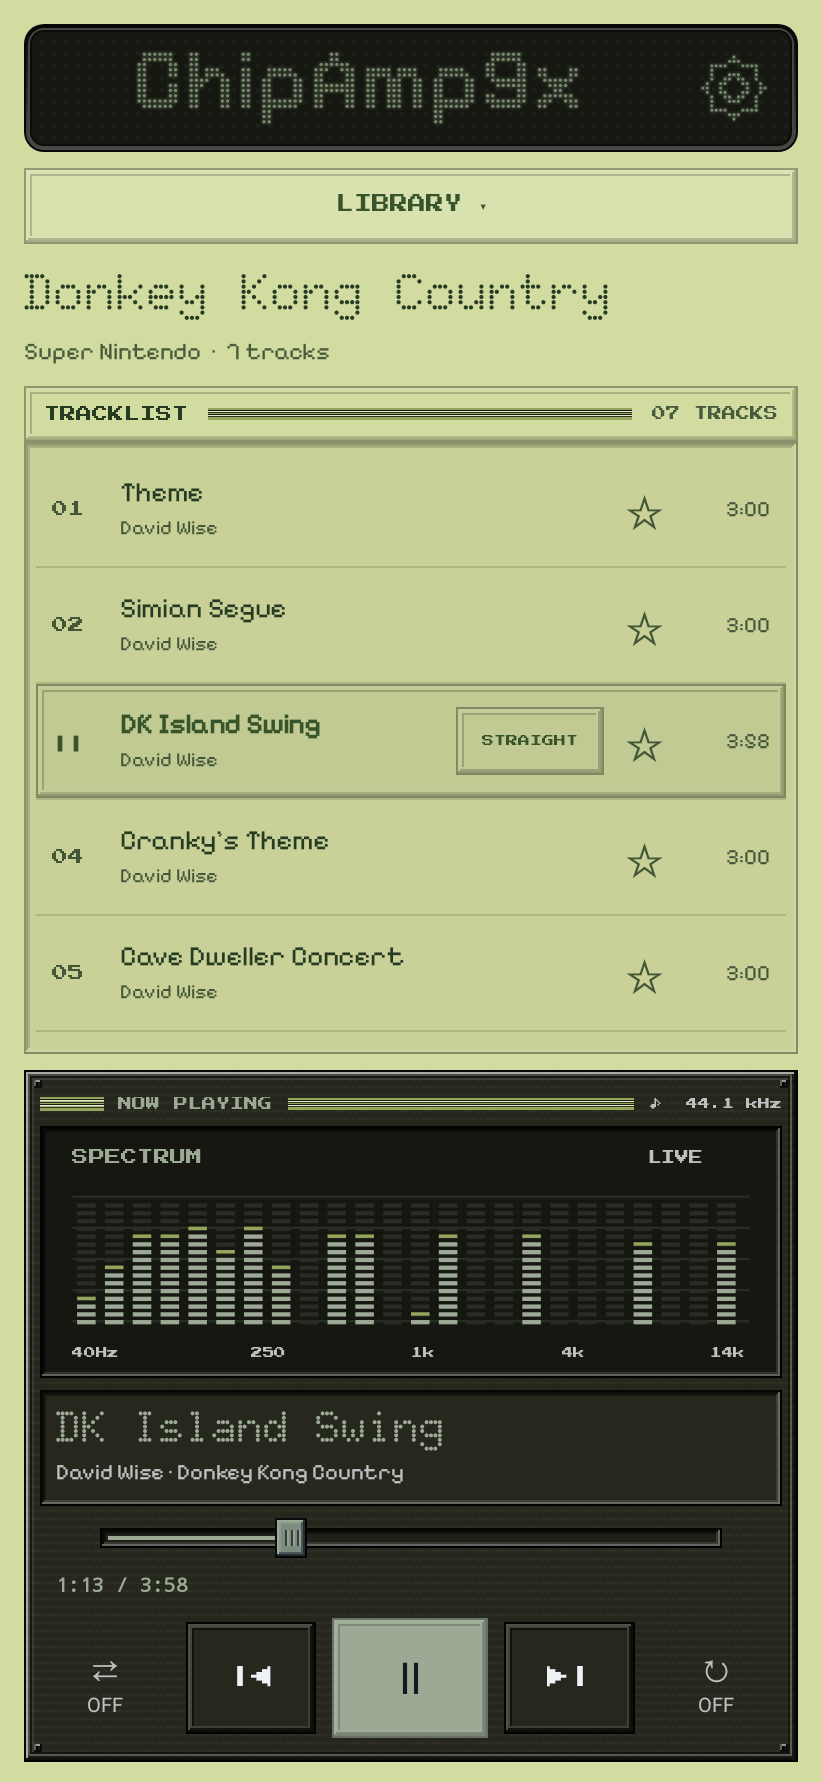 ChipAmp9x
LIBRARY ▾
Donkey Kong Country
Super Nintendo · 7 tracks
TRACKLIST 07 TRACKS
01 Theme 3:00
David Wise
02 Simian Segue 3:00
David Wise
DK Island Swing STRAIGHT 3:58
David Wise
04 Cranky's Theme 3:00
David Wise
05 Cave Dweller Concert 3:00
David Wise
NOW PLAYING ♪ 44.1 kHz
SPECTRUM LIVE
40Hz 250 1k 4k 14k
DK Island Swing
David Wise · Donkey Kong Country
1:13 / 3:58
OFF OFF